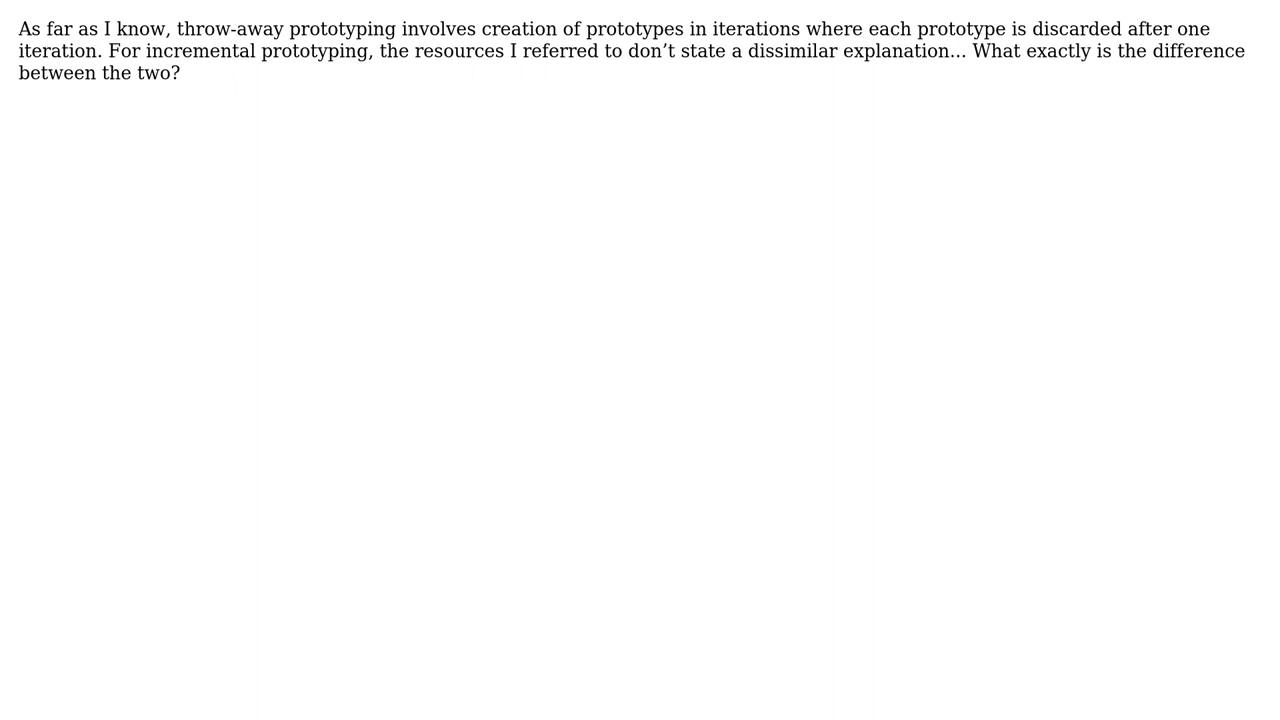 As far as I know, throw-away prototyping involves creation of prototypes in iterations where each prototype is discarded after one
iteration. For incremental prototyping, the resources I referred to don’t state a dissimilar explanation... What exactly is the difference
between the two?